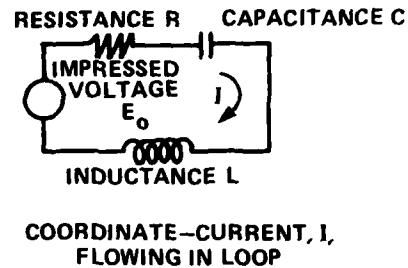 RESISTANCE R CAPACITANCE C
IMPRESSED
VOLTAGE
E₀
I
INDUCTANCE L
COORDINATE–CURRENT, I,
FLOWING IN LOOP